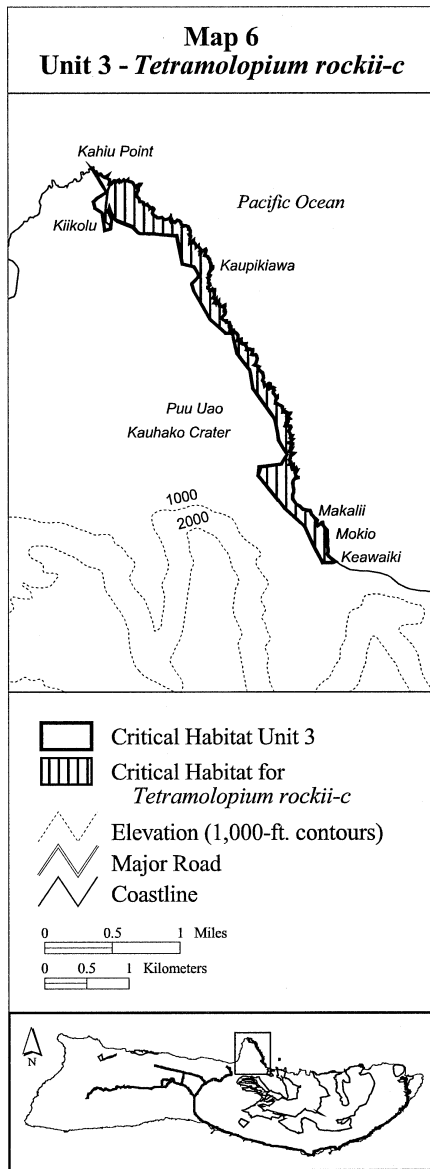 Map 6
Unit 3 - Tetramolopium rockii-c
Kahiu Point
Pacific Ocean
Kiikolu
Kaupikiawa
Puu Uao
Kauhako Crater
1000
2000
Makalii
Mokio
Keawaiki
Critical Habitat Unit 3
Critical Habitat for
Tetramolopium rockii-c
Elevation (1,000-ft. contours)
Major Road
Coastline
0 0.5 1 Miles
0 0.5 1 Kilometers
N